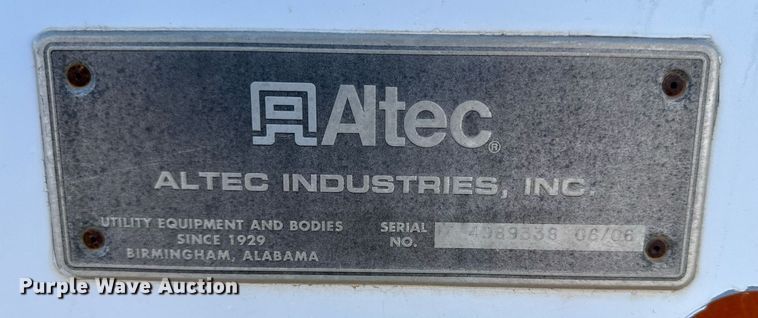 Altec®
ALTEC INDUSTRIES, INC.
UTILITY EQUIPMENT AND BODIES
SINCE 1929
BIRMINGHAM, ALABAMA
SERIAL
NO.
06/06
Purple Wave Auction